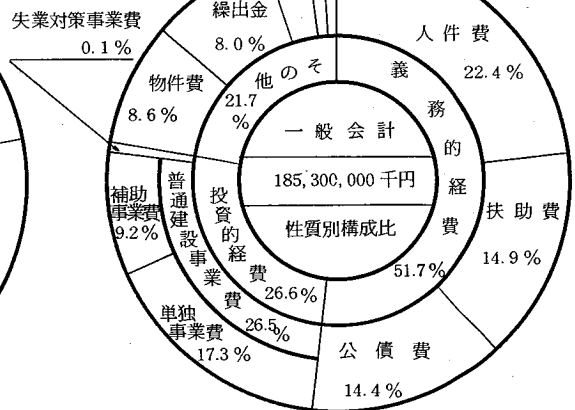 失業対策事業費
0.1%
繰出金
8.0%
物件費
8.6%
他のそ
21.7
%
人件費
22.4%
義務的経費
51.7%
扶助費
14.9%
公債費
14.4%
一般会計
185,300,000千円
性質別構成比
投資的経費
26.6%
普通建設事業費
26.5
%
補助
事業費
9.2%
単独
事業費
17.3%